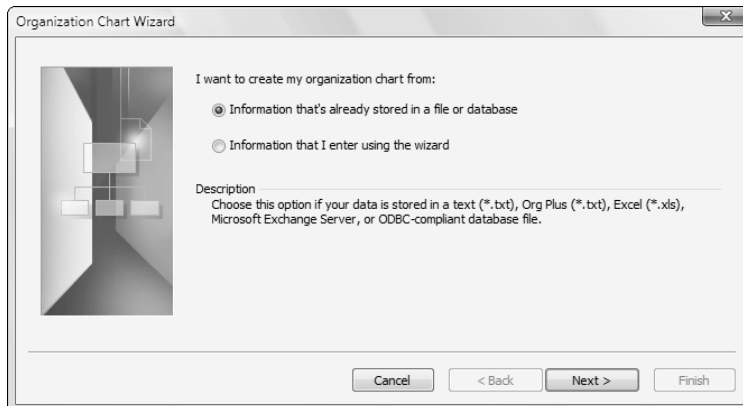 Organization Chart Wizard
I want to create my organization chart from:
Information that's already stored in a file or database
Information that I enter using the wizard
Description
Choose this option if your data is stored in a text (*.txt), Org Plus (*.txt), Excel (*.xls),
Microsoft Exchange Server, or ODBC-compliant database file.
Cancel
< Back
Next >
Finish